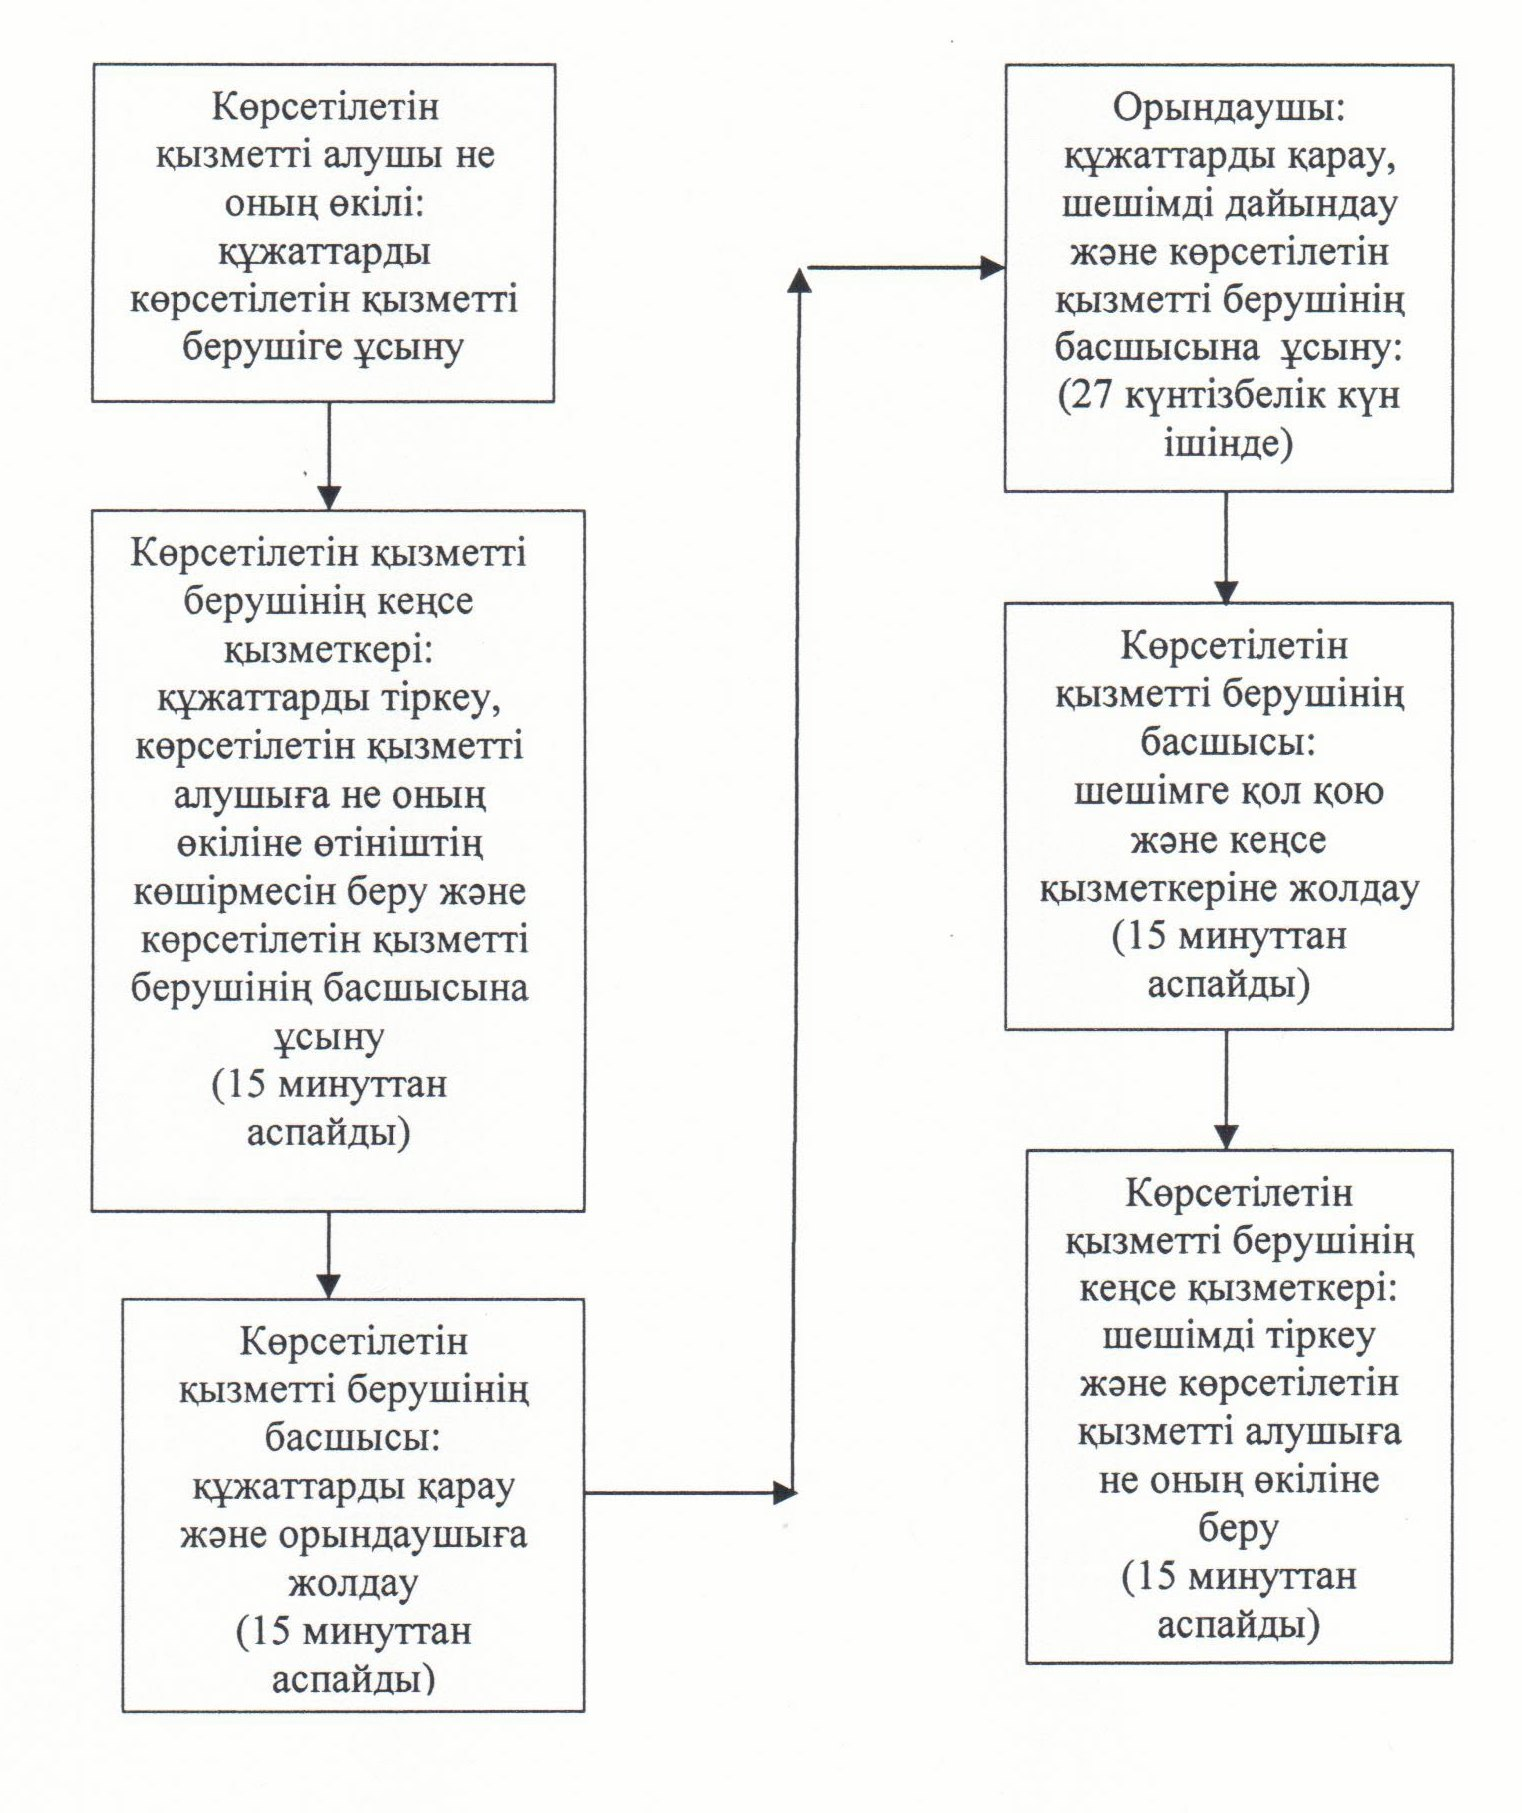 Көрсетілетін
қызметті алушы не
оның өкілі:
құжаттарды
көрсетілетін қызметті
берушіге ұсыну
Көрсетілетін қызметті
берушінің кеңсе
қызметкері:
құжаттарды тіркеу,
көрсетілетін қызметті
алушыға не оның
өкіліне өтініштің
көшірмесін беру және
көрсетілетін қызметті
берушінің басшысына
ұсыну
(15 минуттан
аспайды)
Көрсетілетін
қызметті берушінің
басшысы:
құжаттарды қарау
және орындаушыға
жолдау
(15 минуттан
аспайды)
Орындаушы:
құжаттарды қарау,
шешімді дайындау
және көрсетілетін
қызметті берушінің
басшысына ұсыну:
(27 күнтізбелік күн
ішінде)
Көрсетілетін
қызметті берушінің
басшысы:
шешімге қол қою
және кеңсе
қызметкеріне жолдау
(15 минуттан
аспайды)
Көрсетілетін
қызметті берушінің
кеңсе қызметкері:
шешімді тіркеу
және көрсетілетін
қызметті алушыға
не оның өкіліне
беру
(15 минуттан
аспайды)